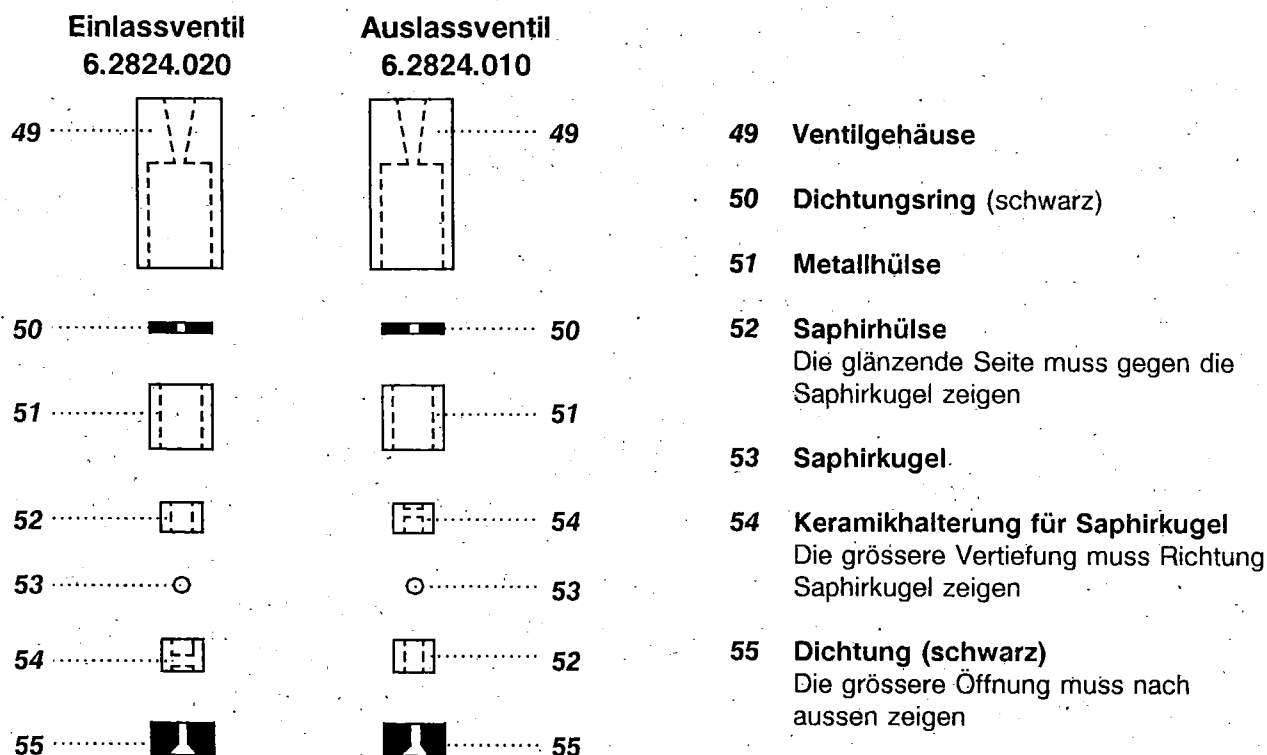 Einlassventil
6.2824.020
Auslassventil
6.2824.010
49
49
50
50
51
51
52
54
53
53
54
52
55
55
49 Ventilgehäuse
50 Dichtungsring (schwarz)
51 Metallhülse
52 Saphirhülse
Die glänzende Seite muss gegen die
Saphirkugel zeigen
53 Saphirkugel
54 Keramikhalterung für Saphirkugel
Die grössere Vertiefung muss Richtung
Saphirkugel zeigen
55 Dichtung (schwarz)
Die grössere Öffnung muss nach
aussen zeigen